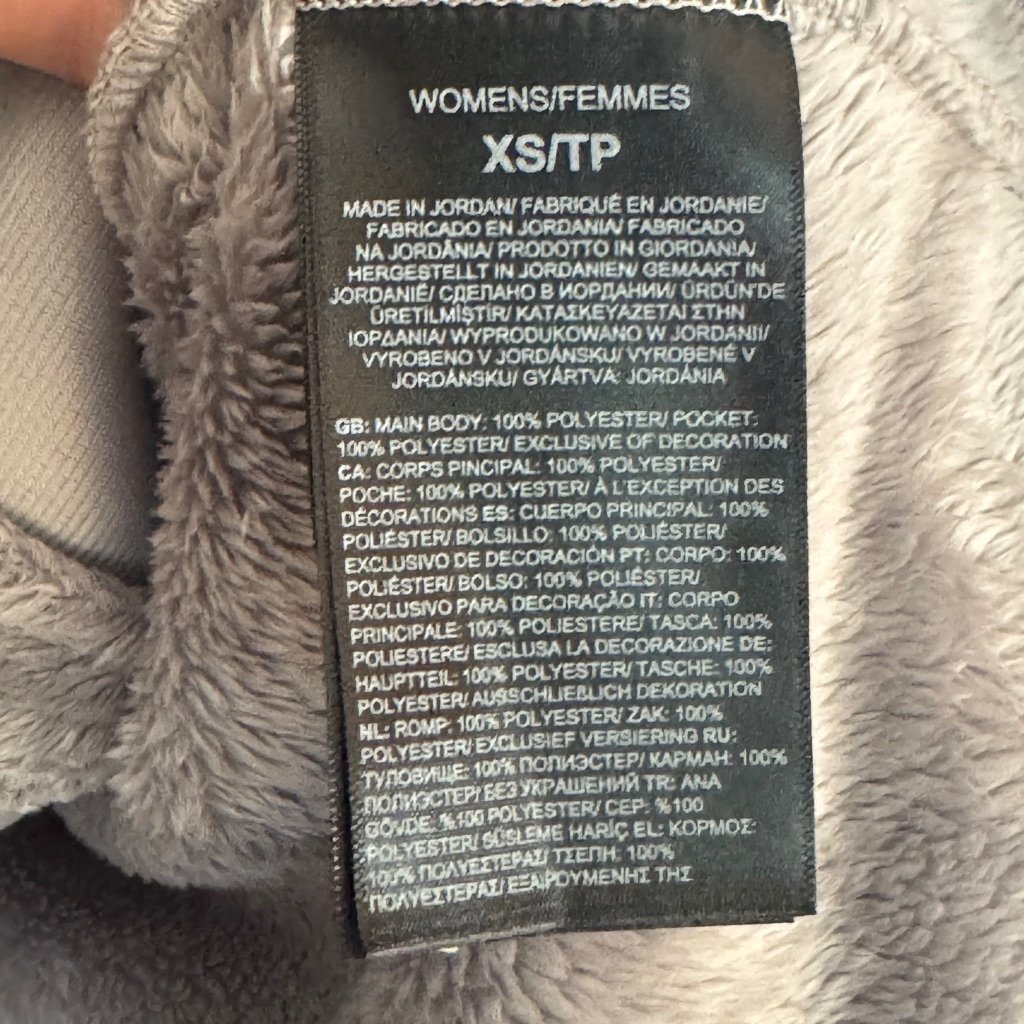 WOMENS/FEMMES
XS/TP
MADE IN JORDAN/ FABRIQUÉ EN JORDANIE/
FABRICADO EN JORDANIA/ FABRICADO
NA JORDÂNIA/ PRODOTTO IN GIORDANIA/
HERGESTELLT IN JORDANIEN/ GEMAAKT IN
JORDANIË/ СДЕЛАНО В ИОРДАНИИ/ ÜRDÜN'DE
ÜRETİLMİŞTİR/ ΚΑΤΑΣΚΕΥΑΖΕΤΑΙ ΣΤΗΝ
ΙΟΡΔΑΝΙΑ/ WYPRODUKOWANO W JORDANII/
VYROBENO V JORDÁNSKU/ VYROBENÉ V
JORDÁNSKU/ GYÁRTVA: JORDÁNIA
GB: MAIN BODY: 100% POLYESTER/ POCKET:
100% POLYESTER/ EXCLUSIVE OF DECORATION
CA: CORPS PINCIPAL: 100% POLYESTER/
POCHE: 100% POLYESTER/ À L'EXCEPTION DES
DÉCORATIONS ES: CUERPO PRINCIPAL: 100%
POLIÉSTER/ BOLSILLO: 100% POLIÉSTER/
EXCLUSIVO DE DECORACIÓN PT: CORPO: 100%
POLIÉSTER/ BOLSO: 100% POLIÉSTER/
EXCLUSIVO PARA DECORAÇÃO IT: CORPO
PRINCIPALE: 100% POLIESTERE/ TASCA: 100%
POLIESTERE/ ESCLUSA LA DECORAZIONE DE:
HAUPTTEIL: 100% POLYESTER/ TASCHE: 100%
POLYESTER/ AUSSCHLIEßLICH DEKORATION
NL: ROMP: 100% POLYESTER/ ZAK: 100%
POLYESTER/ EXCLUSIEF VERSIERING RU:
ТУЛОВИЩЕ: 100% ПОЛИЭСТЕР/ КАРМАН: 100%
ПОЛИЭСТЕР/ БЕЗ УКРАШЕНИЙ TR: ANA
GÖVDE: %100 POLYESTER/ CEP: %100
POLYESTER/ SÜSLEME HARİÇ EL: ΚΟΡΜΟΣ:
100% ΠΟΛΥΕΣΤΕΡΑΣ/ ΤΣΕΠΗ: 100%
ΠΟΛΥΕΣΤΕΡΑΣ/ ΕΞΑΙΡΟΥΜΕΝΗΣ ΤΗΣ